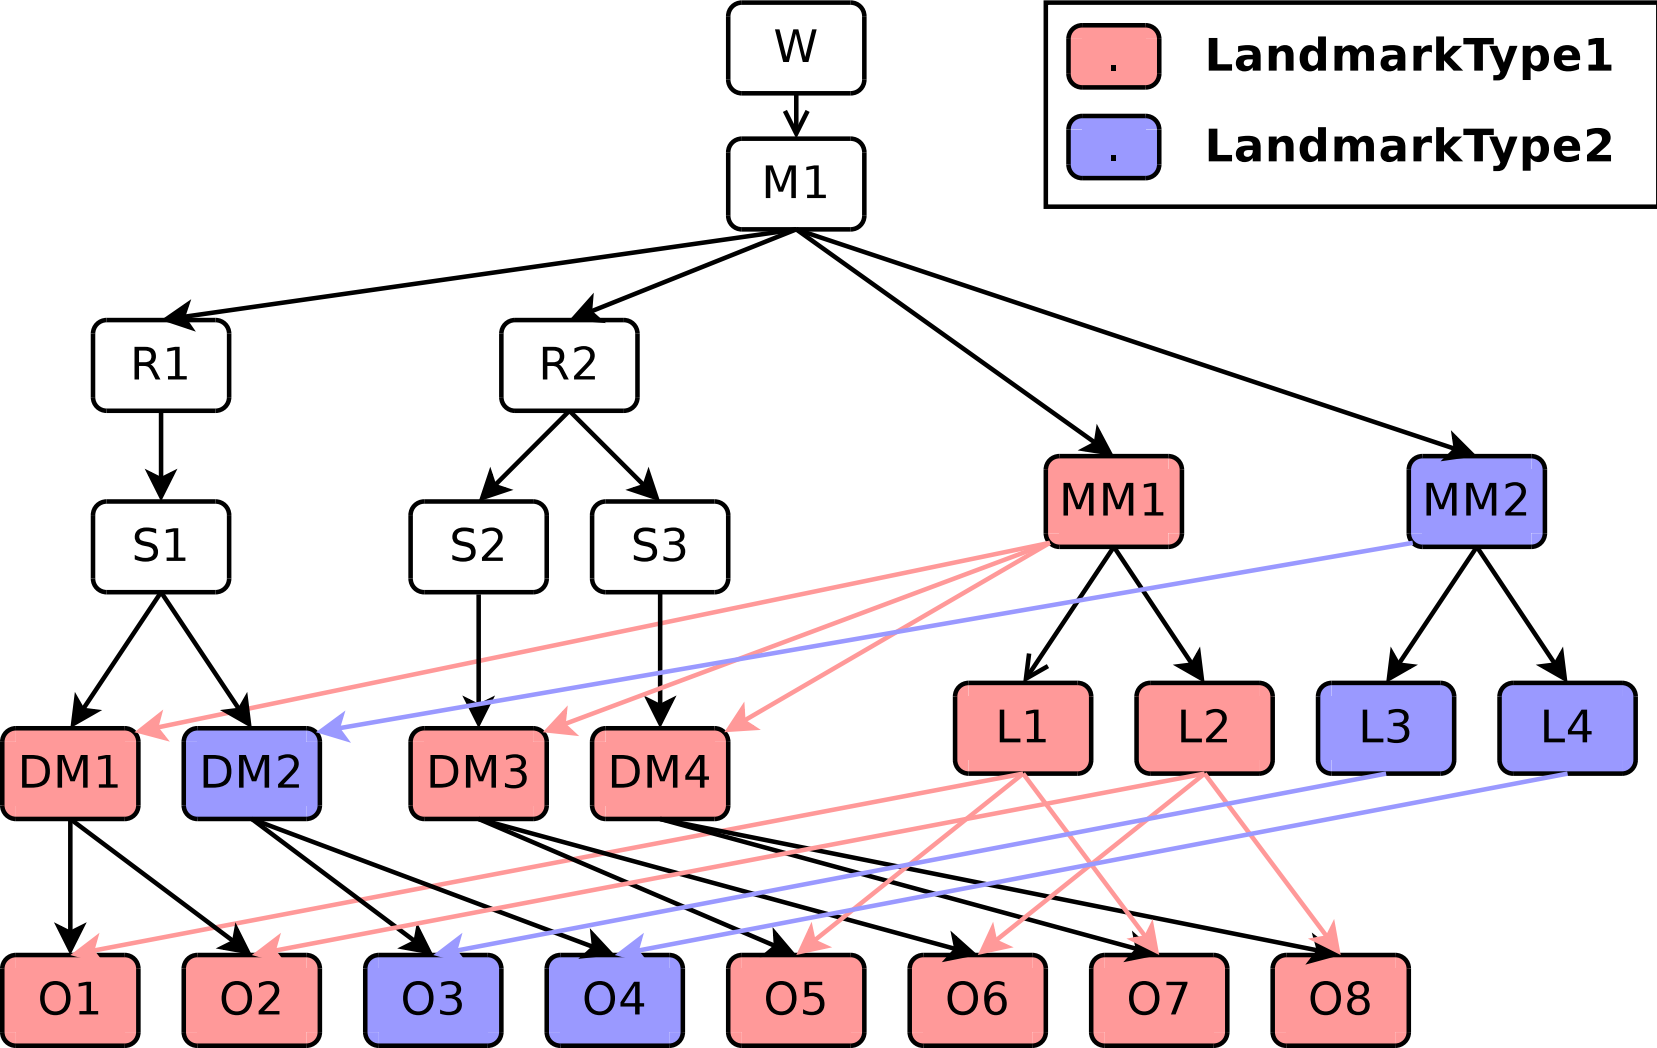 W
. LandmarkType1
. LandmarkType2
M1
R1 R2
MM1 MM2
S1 S2 S3
L1 L2 L3 L4
DM1 DM2 DM3 DM4
O1 O2 O3 O4 O5 O6 O7 O8